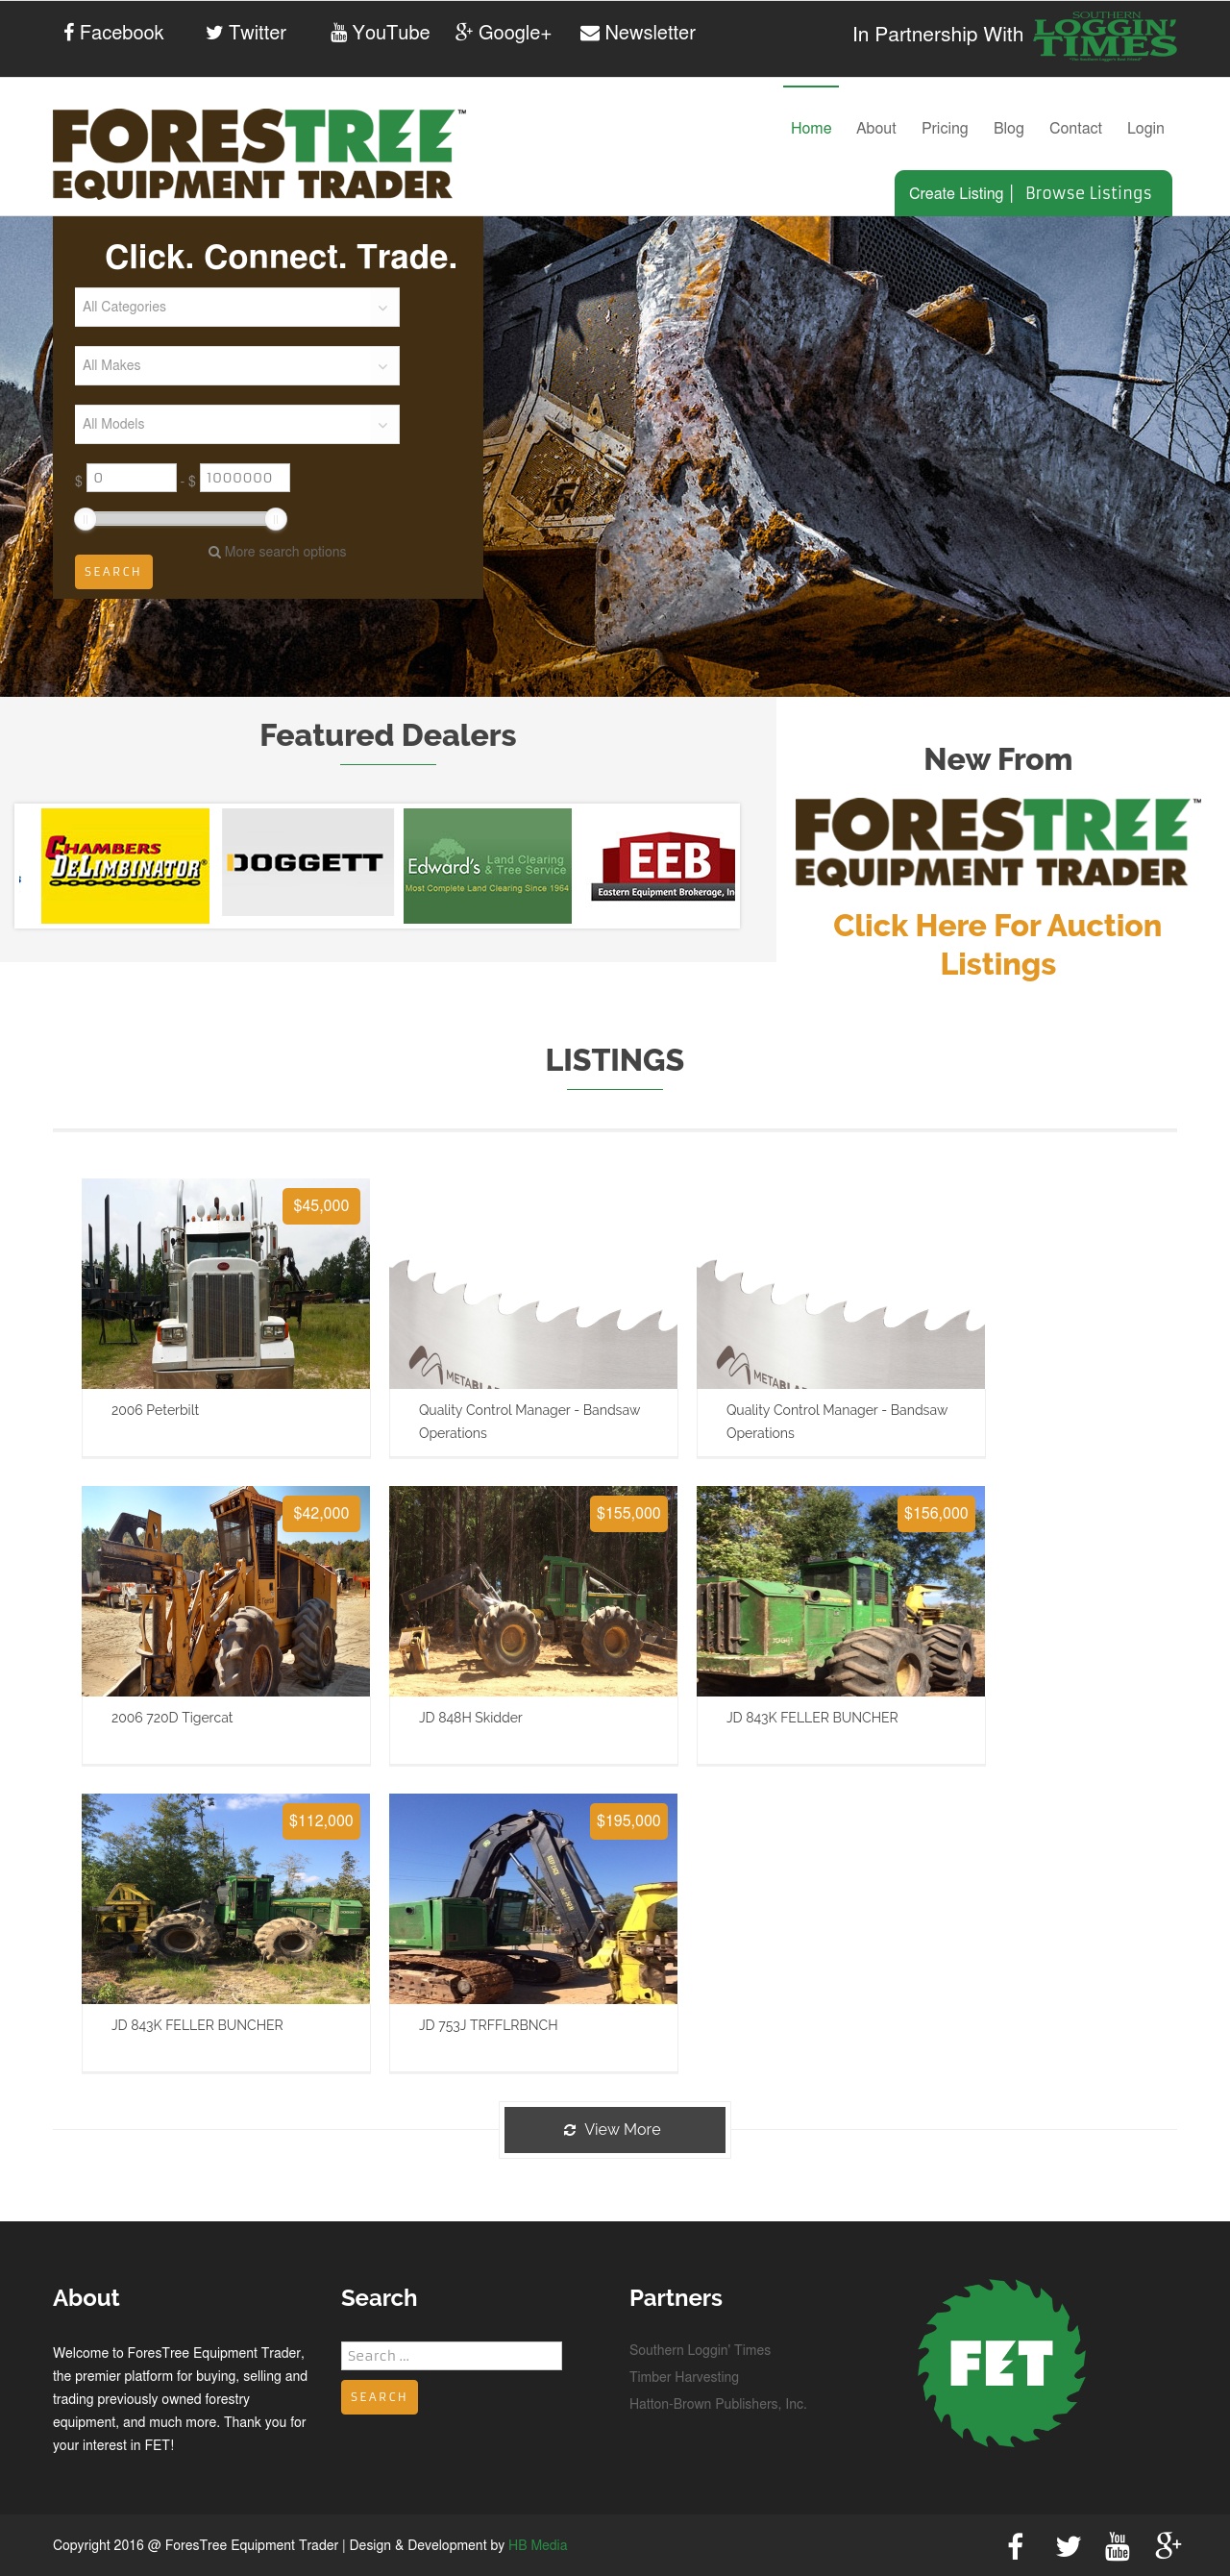 Facebook Twitter YouTube Google+ Newsletter
In Partnership With SOUTHERN LOGGIN' TIMES
FORESTREE™
EQUIPMENT TRADER
Home About Pricing Blog Contact Login
Create Listing | Browse Listings
Click. Connect. Trade.
All Categories
All Makes
All Models
$ 0 - $ 1000000
More search options
SEARCH
Featured Dealers
CHAMBERS
DELIMBINATOR®
DOGGETT
Edward's Land Clearing
& Tree Service
Most Complete Land Clearing Since 1964
EEB
Eastern Equipment Brokerage, In
New From
FORESTREE™
EQUIPMENT TRADER
Click Here For Auction
Listings
LISTINGS
$45,000
2006 Peterbilt
METABLA
Quality Control Manager - Bandsaw
Operations
METABLA
Quality Control Manager - Bandsaw
Operations
$42,000
2006 720D Tigercat
$155,000
JD 848H Skidder
$156,000
JD 843K FELLER BUNCHER
$112,000
JD 843K FELLER BUNCHER
$195,000
JD 753J TRFFLRBNCH
View More
About
Welcome to ForesTree Equipment Trader,
the premier platform for buying, selling and
trading previously owned forestry
equipment, and much more. Thank you for
your interest in FET!
Search
Search ...
SEARCH
Partners
Southern Loggin' Times
Timber Harvesting
Hatton-Brown Publishers, Inc.
FET
Copyright 2016 @ ForesTree Equipment Trader | Design & Development by HB Media
You
Tube